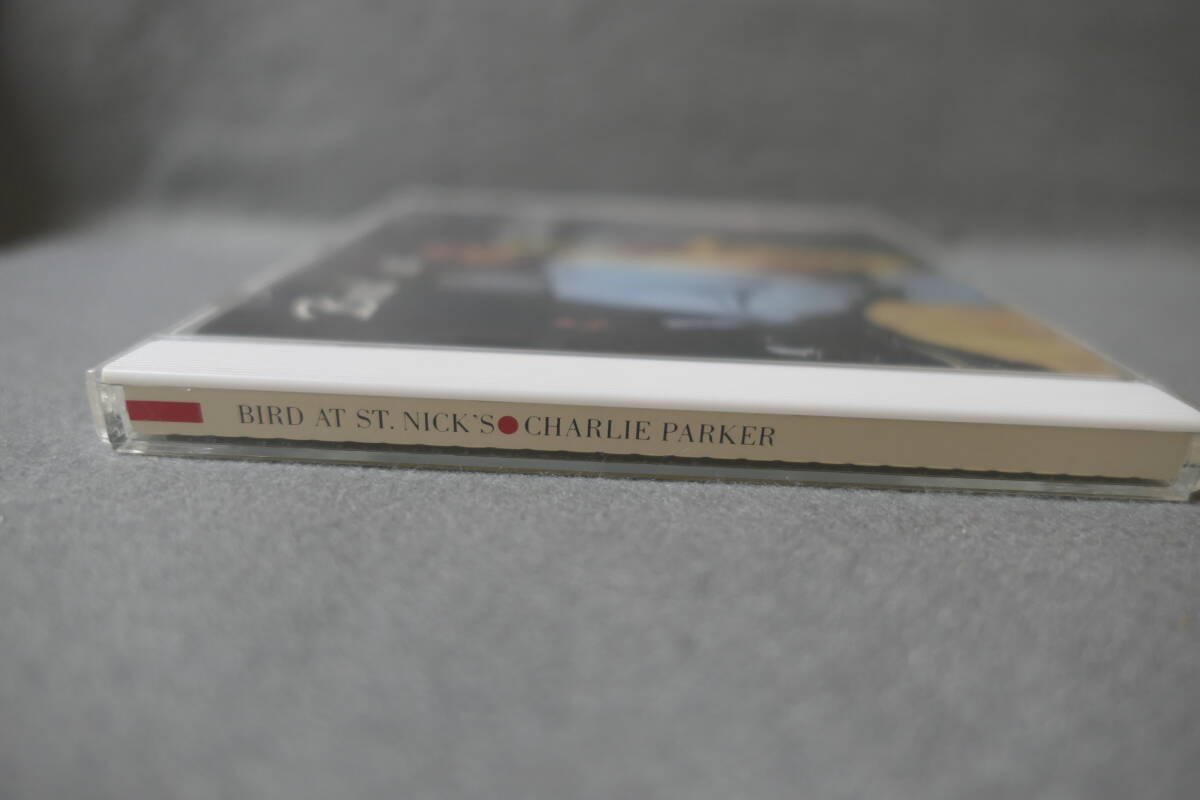 BIRD AT ST. NICK'S●CHARLIE PARKER